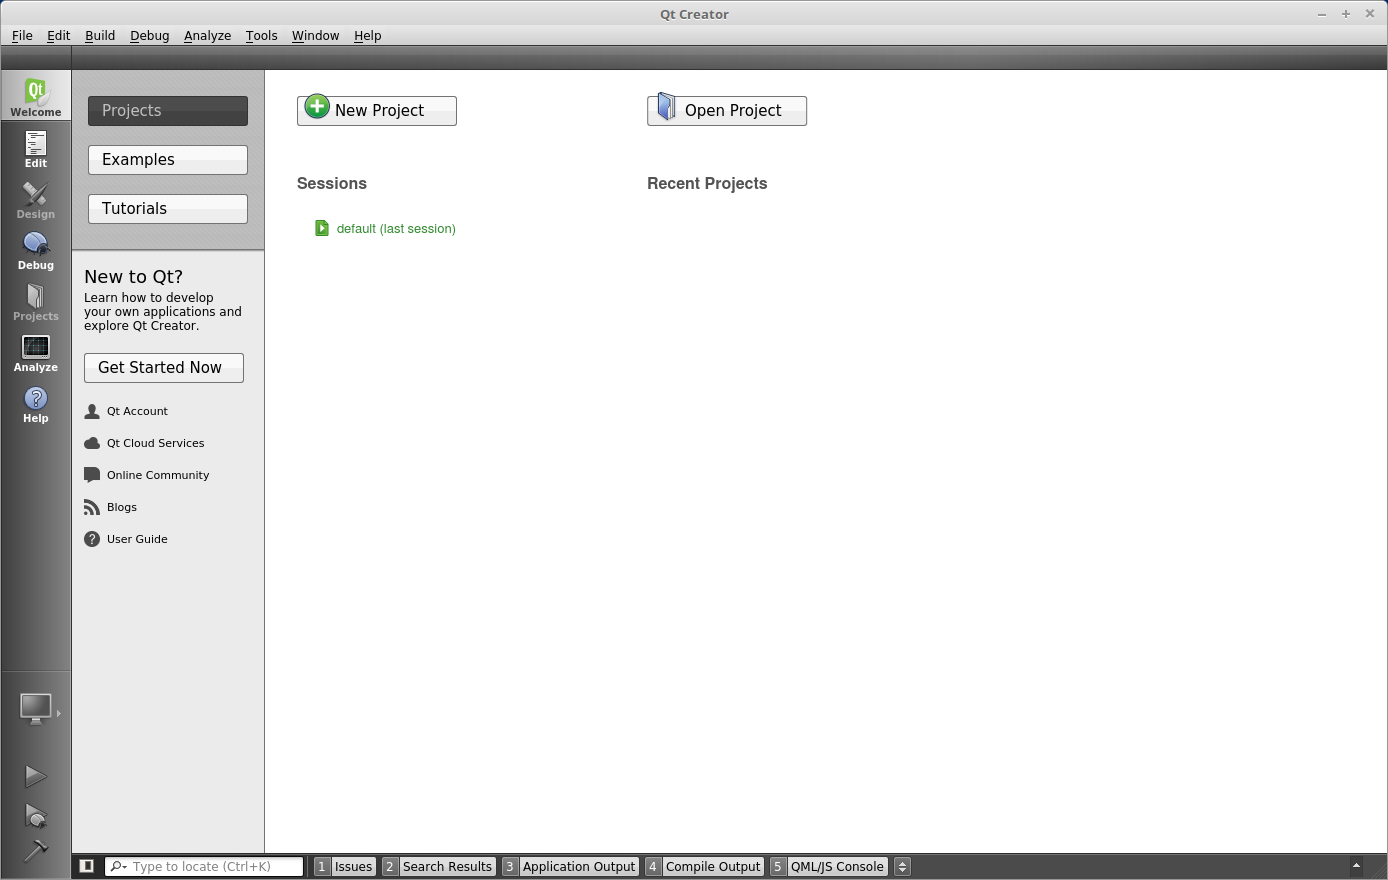 Qt Creator
File Edit Build Debug Analyze Tools Window Help
Qt
Welcome
Edit
Design
Debug
Projects
Analyze
Help
Projects
Examples
Tutorials
New to Qt?
Learn how to develop
your own applications and
explore Qt Creator.
Get Started Now
Qt Account
Qt Cloud Services
Online Community
Blogs
User Guide
New Project
Open Project
Sessions
Recent Projects
default (last session)
Type to locate (Ctrl+K)
1 Issues 2 Search Results 3 Application Output 4 Compile Output 5 QML/JS Console